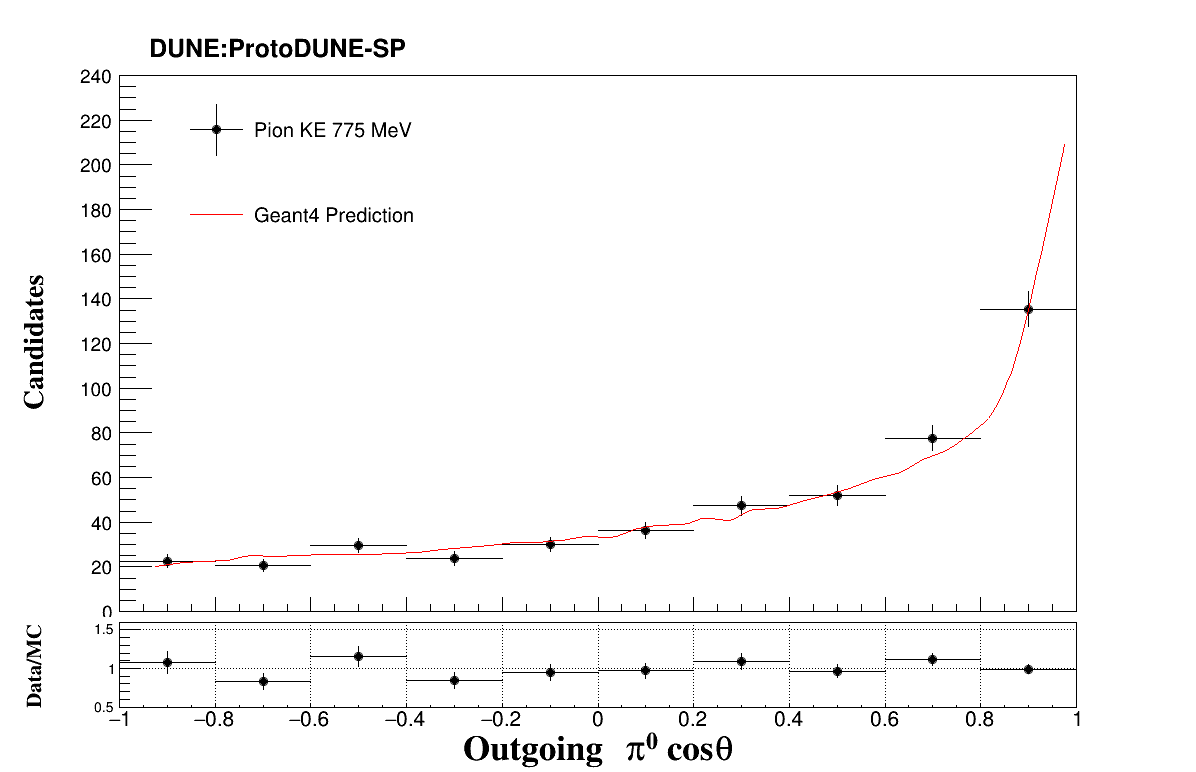 DUNE:ProtoDUNE-SP
240
220
200
180
160
140
120
100
80
60
40
20
0
Candidates
Pion KE 775 MeV
Geant4 Prediction
1.5
1
0.5
Data/MC
−1 −0.8 −0.6 −0.4 −0.2 0 0.2 0.4 0.6 0.8 1
Outgoing π⁰ cosθ